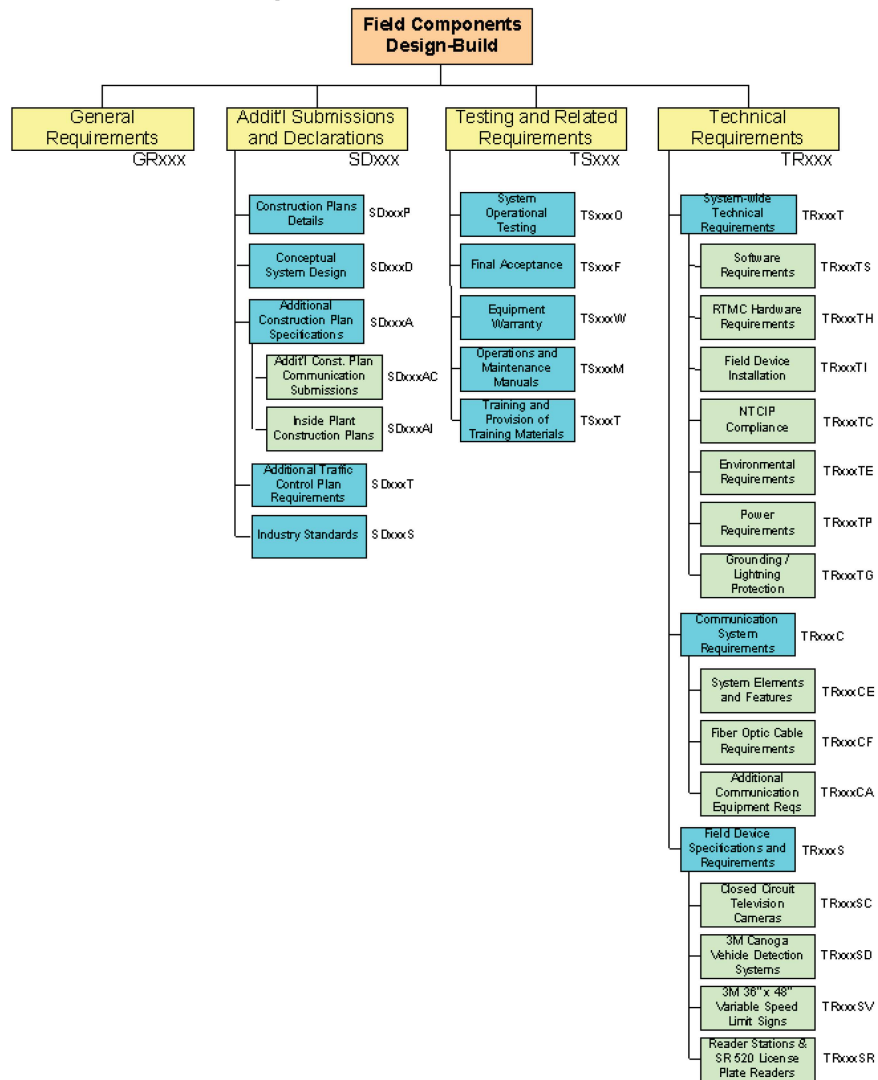 Field Components
Design-Build
General
Requirements
GRxxx
Addit'l Submissions
and Declarations
SDxxx
Testing and Related
Requirements
TSxxx
Technical
Requirements
TRxxx
Construction Plans
Details
SDxxxP
Conceptual
System Design
SDxxxD
Additional
Construction Plan
Specifications
SDxxxA
Addit'l Const. Plan
Communication
Submissions
SDxxxAC
Inside Plant
Construction Plans
SDxxxAI
Additional Traffic
Control Plan
Requirements
SDxxxT
Industry Standards
SDxxxS
System
Operational
Testing
TSxxxO
Final Acceptance
TSxxxF
Equipment
Warranty
TSxxxW
Operations and
Maintenance
Manuals
TSxxxM
Training and
Provision of
Training Materials
TSxxxT
System-wide
Technical
Requirements
TRxxxT
Software
Requirements
TRxxxTS
RTMC Hardware
Requirements
TRxxxTH
Field Device
Installation
TRxxxTI
NTCIP
Compliance
TRxxxTC
Environmental
Requirements
TRxxxTE
Power
Requirements
TRxxxTP
Grounding /
Lightning
Protection
TRxxxTG
Communication
System
Requirements
TRxxxC
System Elements
and Features
TRxxxCE
Fiber Optic Cable
Requirements
TRxxxCF
Additional
Communication
Equipment Reqs
TRxxxCA
Field Device
Specifications and
Requirements
TRxxxS
Closed Circuit
Television
Cameras
TRxxxSC
3M Canoga
Vehicle Detection
Systems
TRxxxSD
3M 36" x 48"
Variable Speed
Limit Signs
TRxxxSV
Reader Stations &
SR 520 License
Plate Readers
TRxxxSR